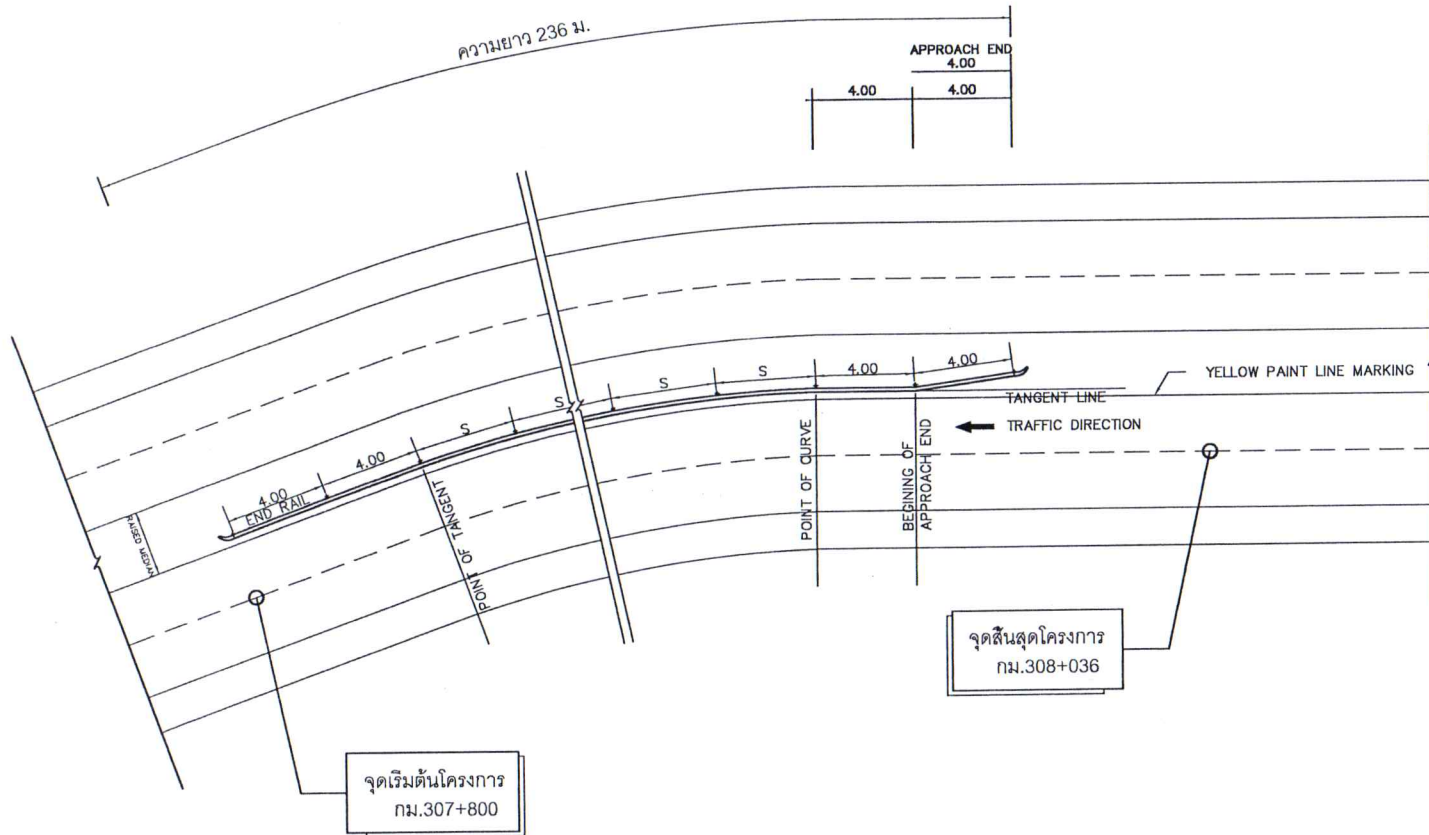 ความยาว 236 ม.
APPROACH END
4.00
4.00
4.00
4.00
4.00
S
S
S
S
4.00
4.00
END RAIL
YELLOW PAINT LINE MARKING
TANGENT LINE
TRAFFIC DIRECTION
POINT OF CURVE
BEGINING OF
APPROACH END
POINT OF TANGENT
RAISED MEDIAN
จุดสิ้นสุดโครงการ
กม.308+036
จุดเริ่มต้นโครงการ
กม.307+800